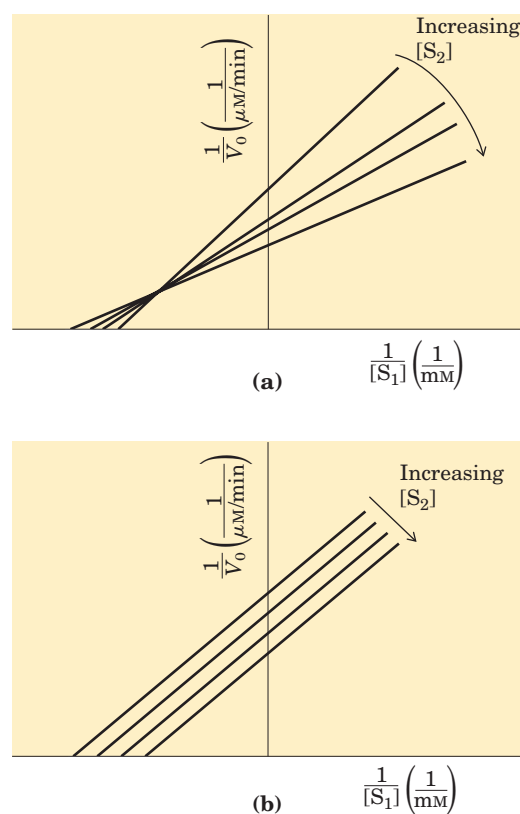 Increasing
[S₂]
1/V₀ (1/μM/min)
1/[S₁] (1/mM)
(a)
Increasing
[S₂]
1/V₀ (1/μM/min)
1/[S₁] (1/mM)
(b)